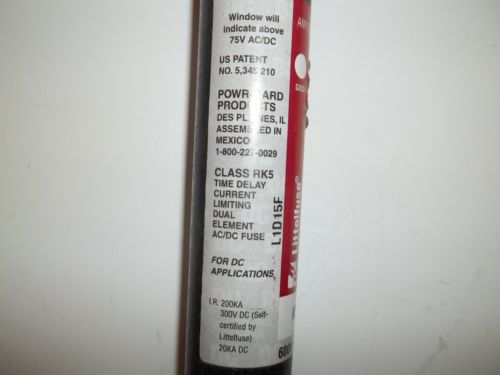 Window will
indicate above
75V AC/DC
US PATENT
NO. 5,345,210
POWR-GARD
PRODUCTS
DES PLAINES, IL
ASSEMBLED IN
MEXICO
1-800-227-0029
CLASS RK5
TIME DELAY
CURRENT
LIMITING
DUAL
ELEMENT
AC/DC FUSE
L1D15F
FOR DC
APPLICATIONS
I.R. 200KA
300V DC (Self-
certified by
Littelfuse)
20KA DC
GOOD
Littelfuse®
600